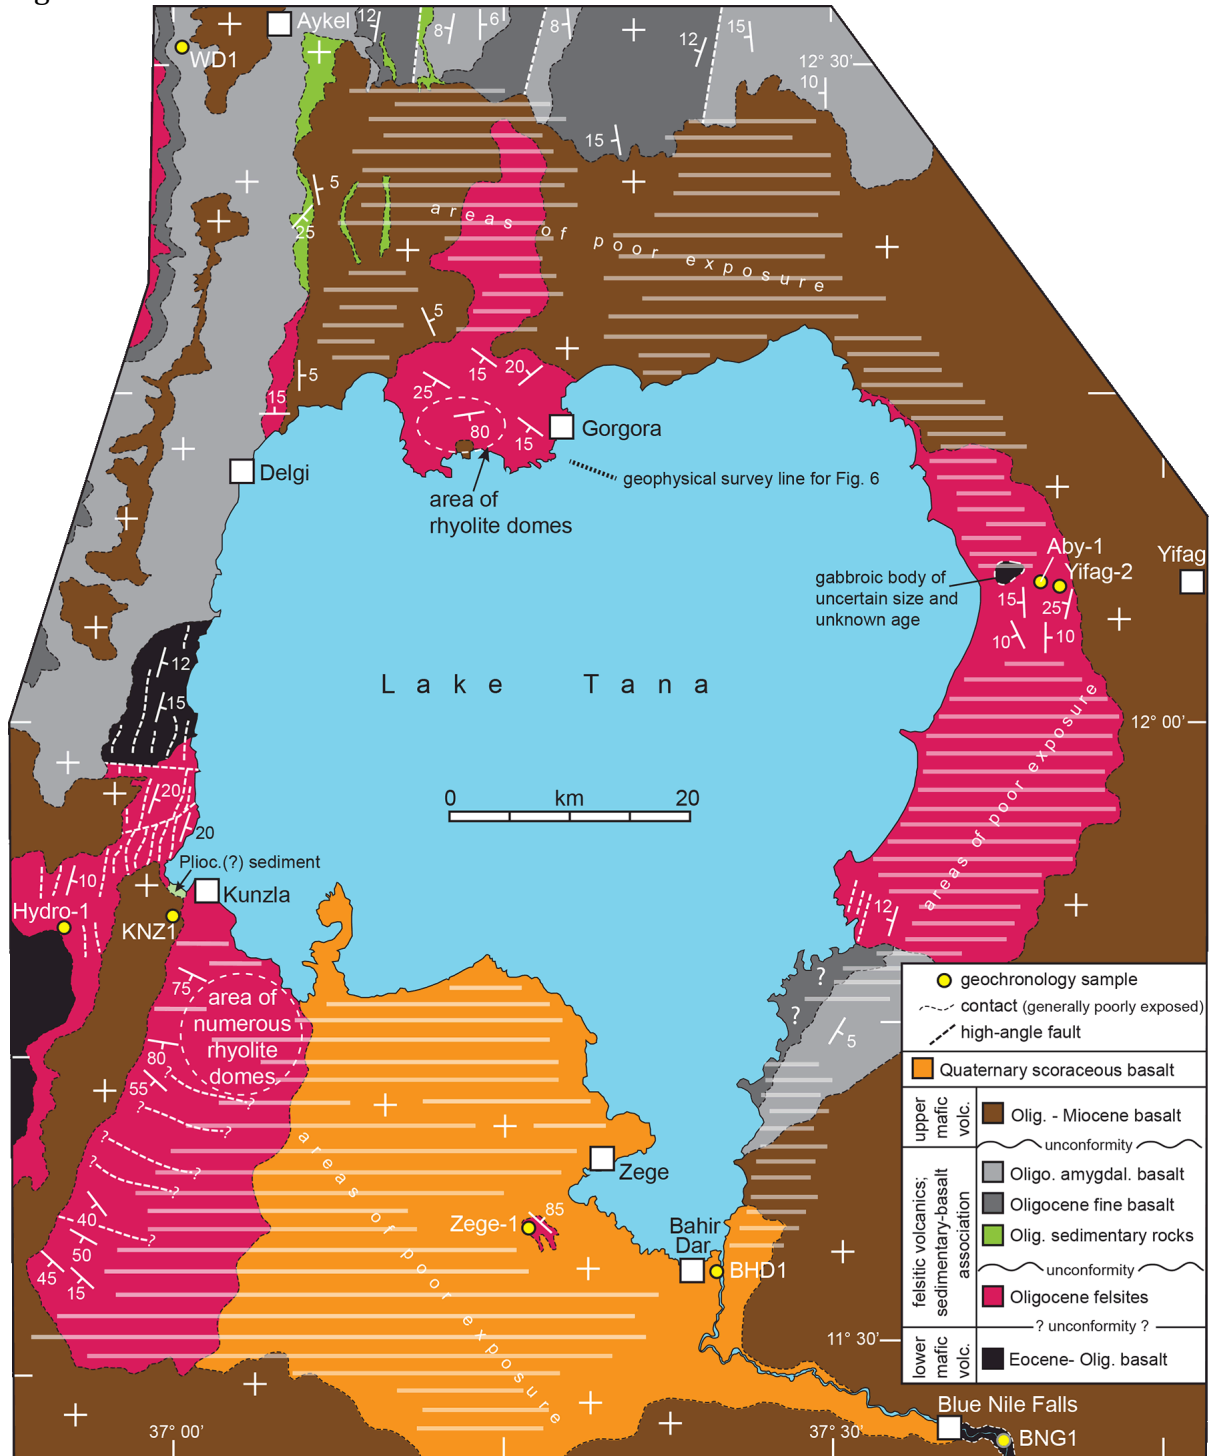 Aykel
12
8
6
8
12
15
12° 30'
WD1
10
15
5
25
areas of poor exposure
5
5
15
20
15
25
15
80
15
Gorgora
Delgi
geophysical survey line for Fig. 6
area of
rhyolite domes
Aby-1
Yifag
Yifag-2
gabbroic body of
uncertain size and
unknown age
15
25
10
10
12
15
Lake Tana
areas of poor exposure
12° 00'
0 km 20
20
20
Plioc.(?) sediment
10
Kunzla
Hydro-1
KNZ1
12
75
area of
numerous
rhyolite
domes
?
?
5
80
55
?
?
?
?
?
?
?
40
50
45
15
areas of poor exposure
Zege
Zege-1
85
Bahir
Dar
BHD1
11° 30'
Blue Nile Falls
BNG1
37° 00'
37° 30'
geochronology sample
contact (generally poorly exposed)
high-angle fault
Quaternary scoraceous basalt
upper
mafic
volc.
Olig. - Miocene basalt
unconformity
felsitic volcanics;
sedimentary-basalt
association
Oligo. amygdal. basalt
Oligocene fine basalt
Olig. sedimentary rocks
unconformity
Oligocene felsites
? unconformity ?
lower
mafic
volc.
Eocene- Olig. basalt